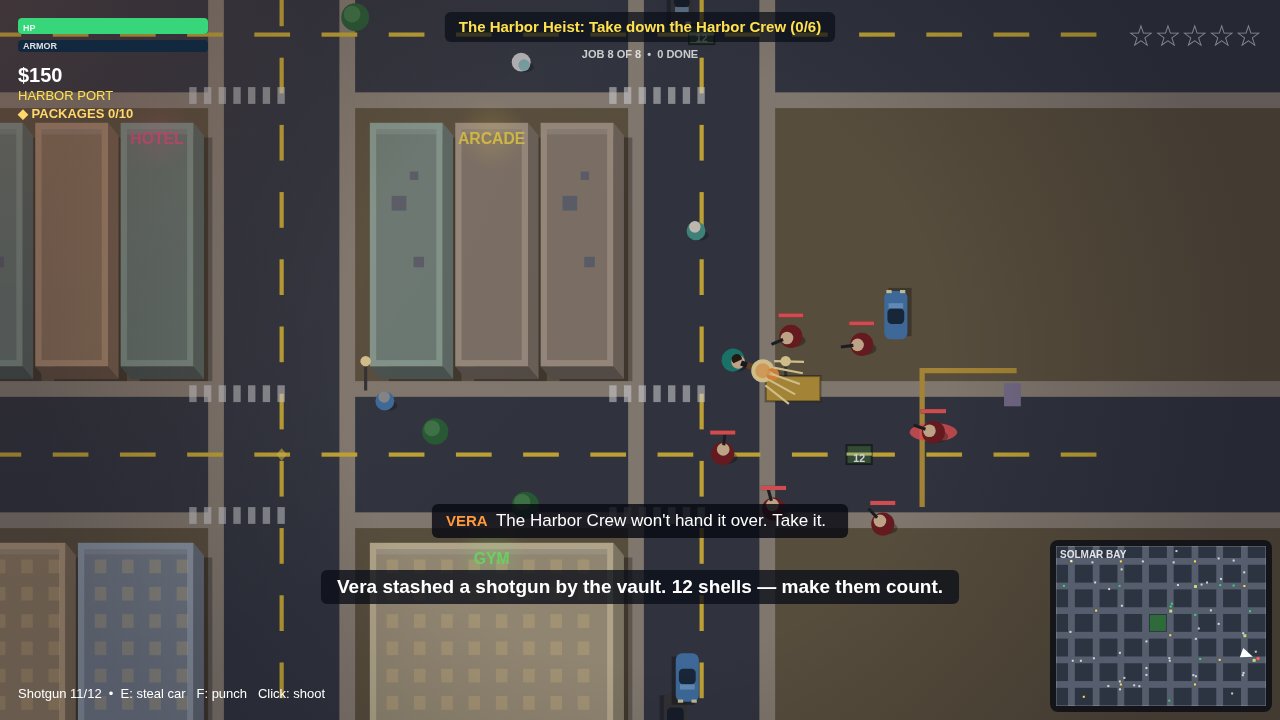 HP
ARMOR
$150
HARBOR PORT
◆ PACKAGES 0/10
The Harbor Heist: Take down the Harbor Crew (0/6)
JOB 8 OF 8 • 0 DONE
12
☆☆☆☆☆
HOTEL
ARCADE
12
VERA The Harbor Crew won't hand it over. Take it.
GYM
Vera stashed a shotgun by the vault. 12 shells — make them count.
SOLMAR BAY
Shotgun 11/12 • E: steal car F: punch Click: shoot